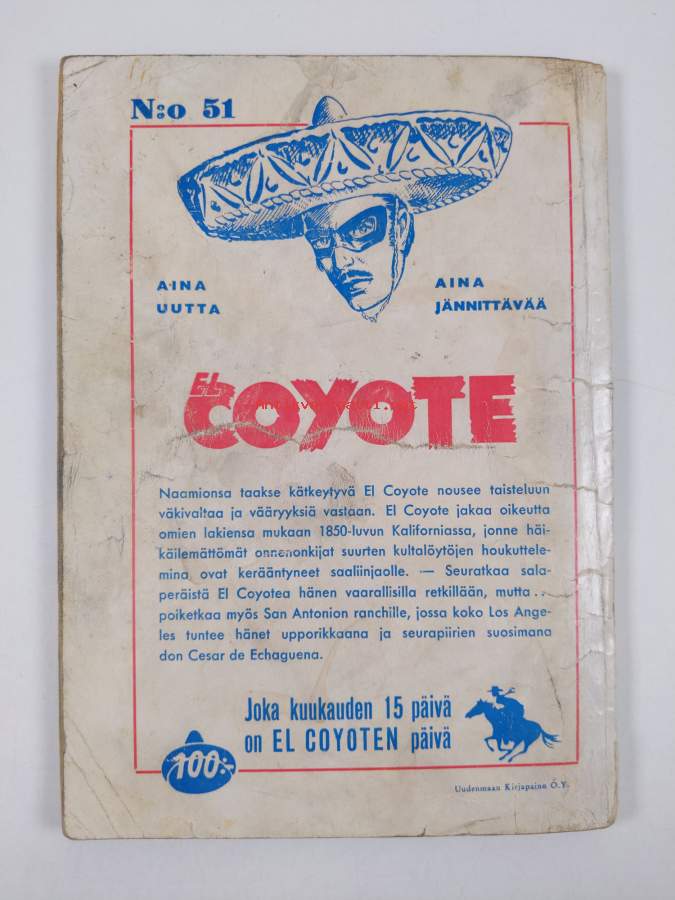 N:o 51
AINA
UUTTA
AINA
JÄNNITTÄVÄÄ
EL
COYOTE
Naamionsa taakse kätkeytyvä El Coyote nousee taisteluun
väkivaltaa ja vääryyksiä vastaan. El Coyote jakaa oikeutta
omien lakiensa mukaan 1850-luvun Kaliforniassa, jonne häi-
käilemättömät onnenonkijat suurten kultalöytöjen houkuttele-
mina ovat kerääntyneet saaliinjaolle. — Seuratkaa sala-
peräistä El Coyotea hänen vaarallisilla retkillään, mutta . .
poiketkaa myös San Antonion ranchille, jossa koko Los Ange-
les tuntee hänet upporikkaana ja seurapiirien suosimana
don Cesar de Echaguena.
Joka kuukauden 15 päivä
on EL COYOTEN päivä
100:-
Uudenmaan Kirjapaino O.Y.